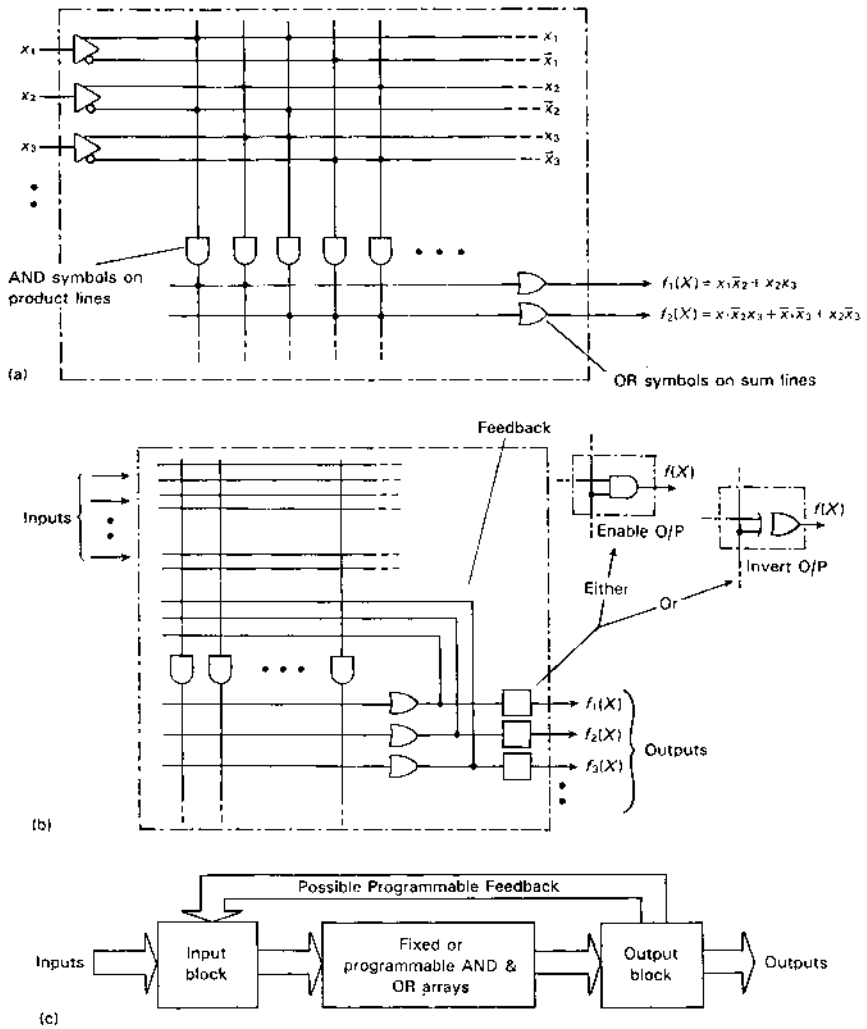 x₁
x₁
x̄₁
x₂
x₂
x̄₂
x₃
x₃
x̄₃
AND symbols on
product lines
f₁(X) = x₁x̄₂ + x₂x₃
f₂(X) = x₁x̄₂x₃ + x̄₁x̄₃ + x₂x̄₃
OR symbols on sum lines
(a)
Feedback
Inputs
f(X)
Enable O/P
f(X)
Invert O/P
Either
Or
f₁(X)
f₂(X)
f₃(X)
Outputs
(b)
Possible Programmable Feedback
Inputs
Input
block
Fixed or
programmable AND &
OR arrays
Output
block
Outputs
(c)